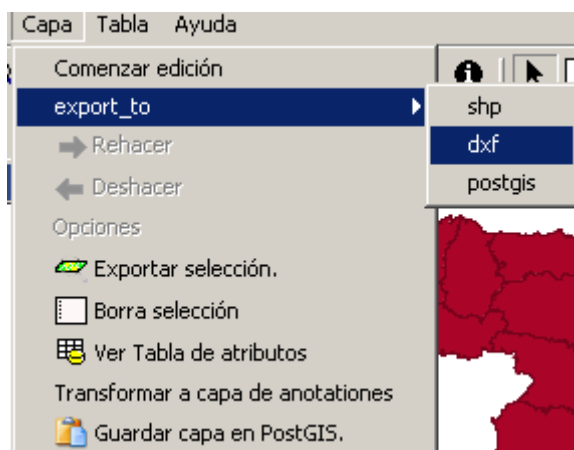 Capa Tabla Ayuda
Comenzar edición
export_to
shp
Rehacer
dxf
Deshacer
postgis
Opciones
Exportar selección.
Borra selección
Ver Tabla de atributos
Transformar a capa de anotationes
Guardar capa en PostGIS.